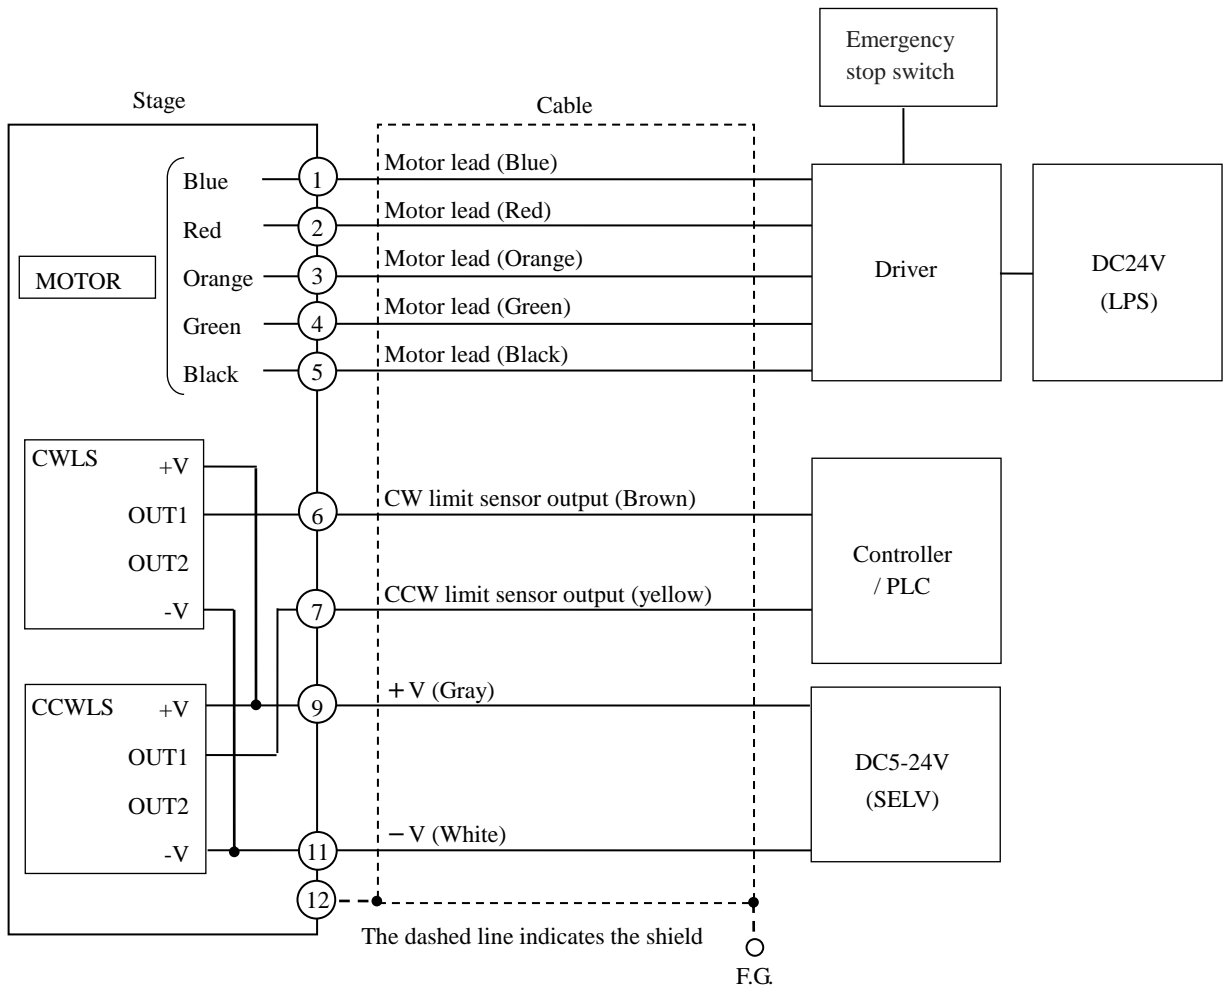 Emergency
stop switch
Stage
Cable
Blue
1
Motor lead (Blue)
Red
2
Motor lead (Red)
MOTOR
Orange
3
Motor lead (Orange)
Green
4
Motor lead (Green)
Black
5
Motor lead (Black)
Driver
DC24V
(LPS)
CWLS
+V
OUT1
OUT2
-V
6
CW limit sensor output (Brown)
7
CCW limit sensor output (yellow)
Controller
/ PLC
CCWLS
+V
OUT1
OUT2
-V
9
+V (Gray)
11
−V (White)
DC5-24V
(SELV)
12
The dashed line indicates the shield
F.G.